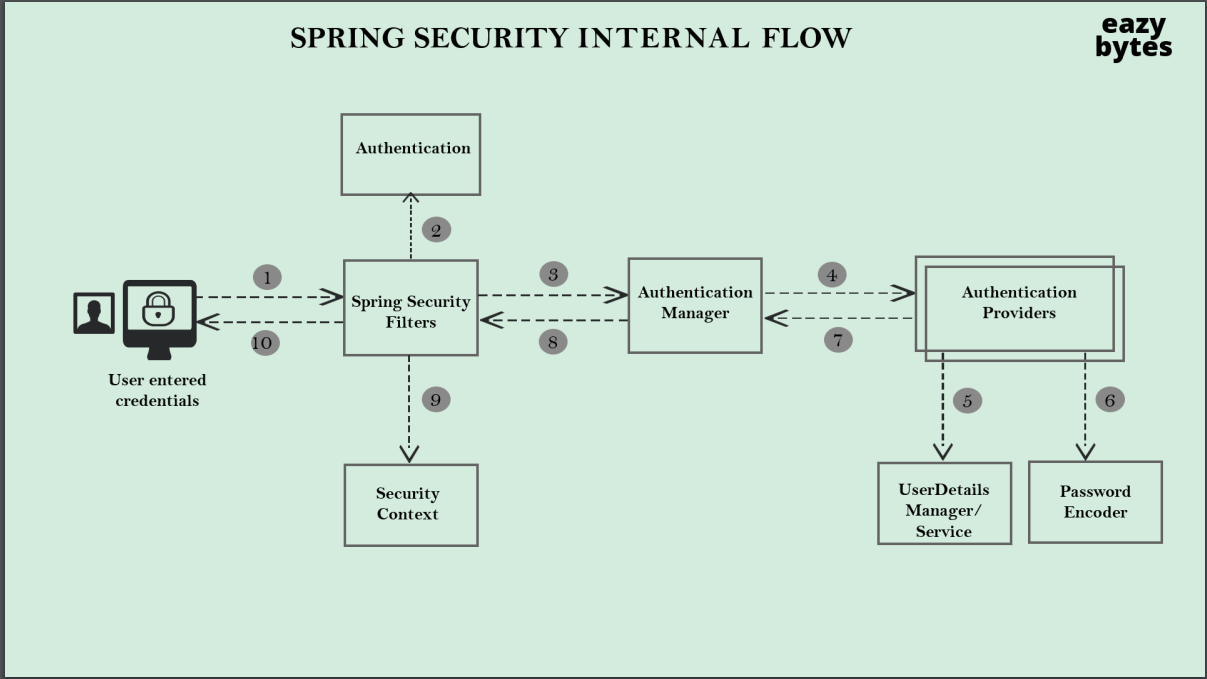 SPRING SECURITY INTERNAL FLOW
eazy
bytes
Authentication
2
1
3
4
Spring Security
Filters
Authentication
Manager
Authentication
Providers
10
8
7
User entered
credentials
9
5
6
Security
Context
UserDetails
Manager/
Service
Password
Encoder